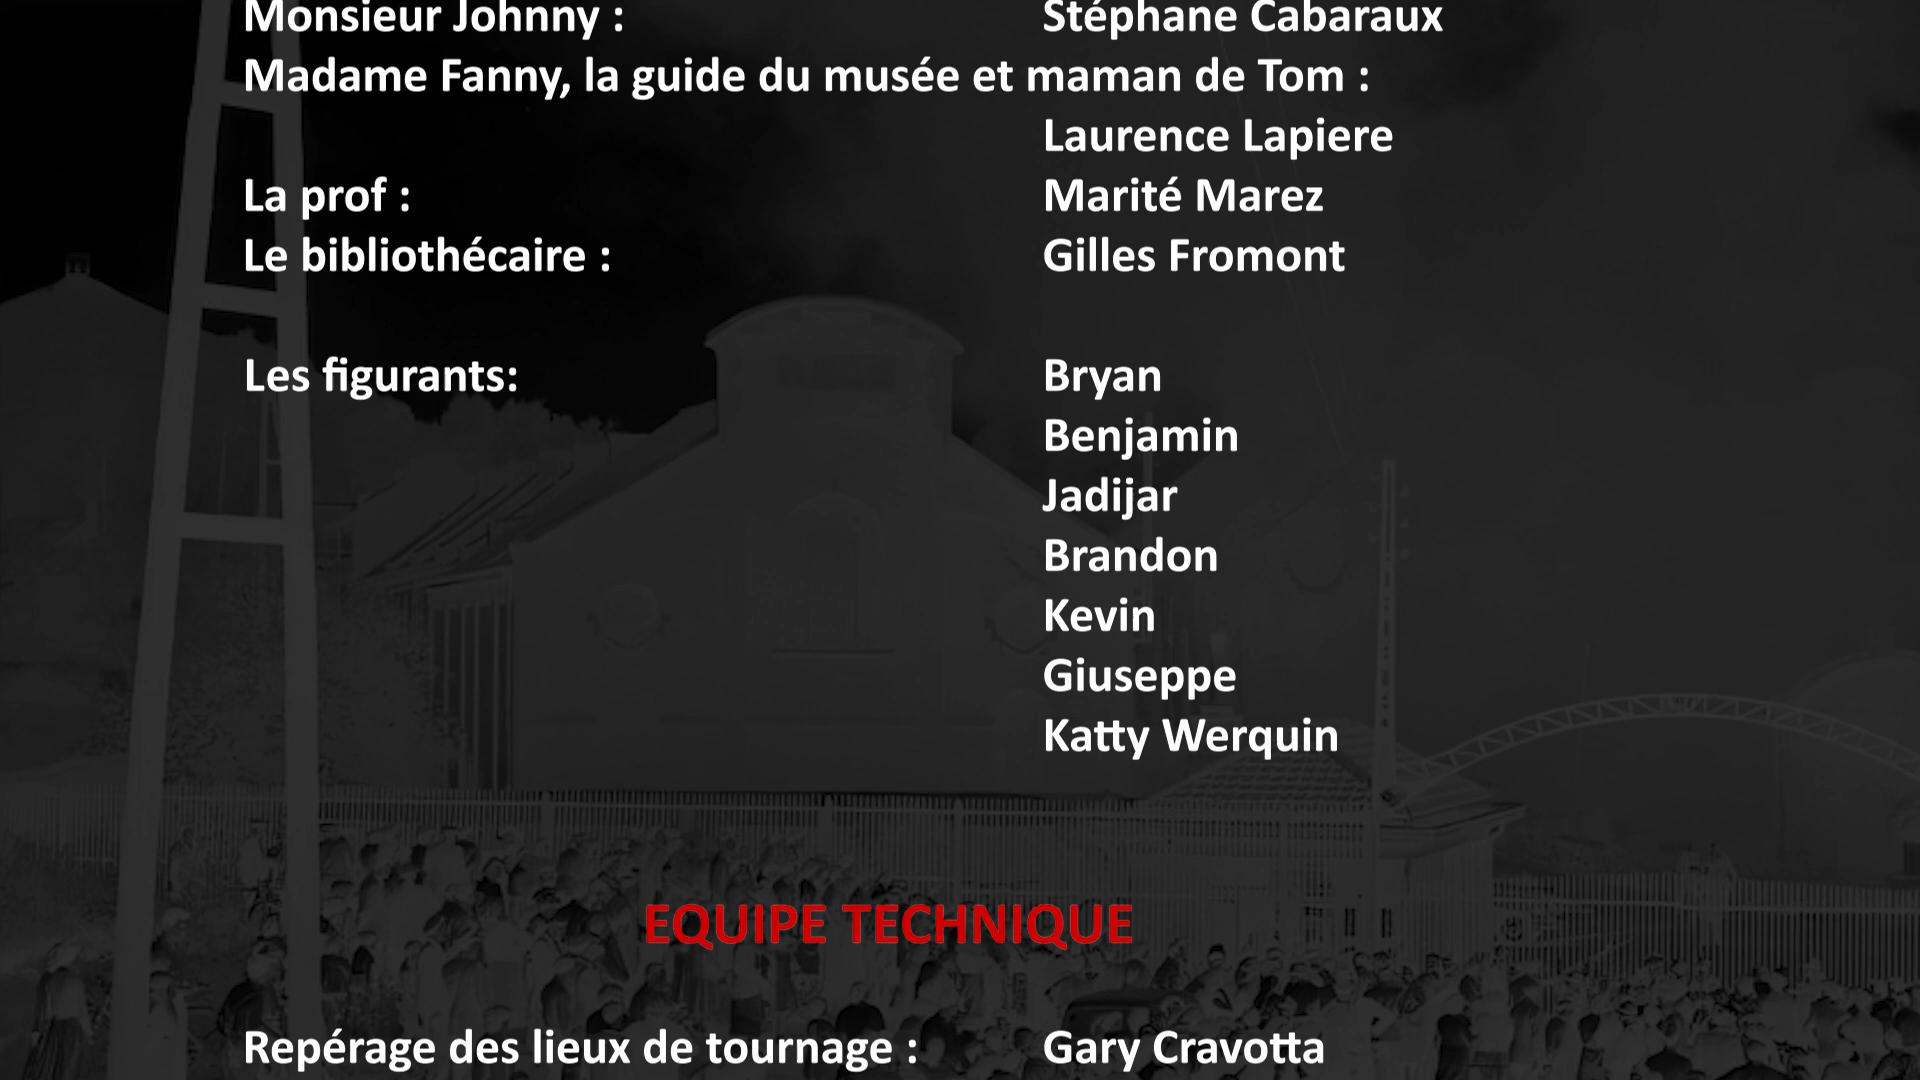 Monsieur Johnny : Stéphane Cabaraux
Madame Fanny, la guide du musée et maman de Tom :
Laurence Lapiere
La prof : Marité Marez
Le bibliothécaire : Gilles Fromont
Les figurants: Bryan
Benjamin
Jadijar
Brandon
Kevin
Giuseppe
Katty Werquin
EQUIPE TECHNIQUE
Repérage des lieux de tournage : Gary Cravotta